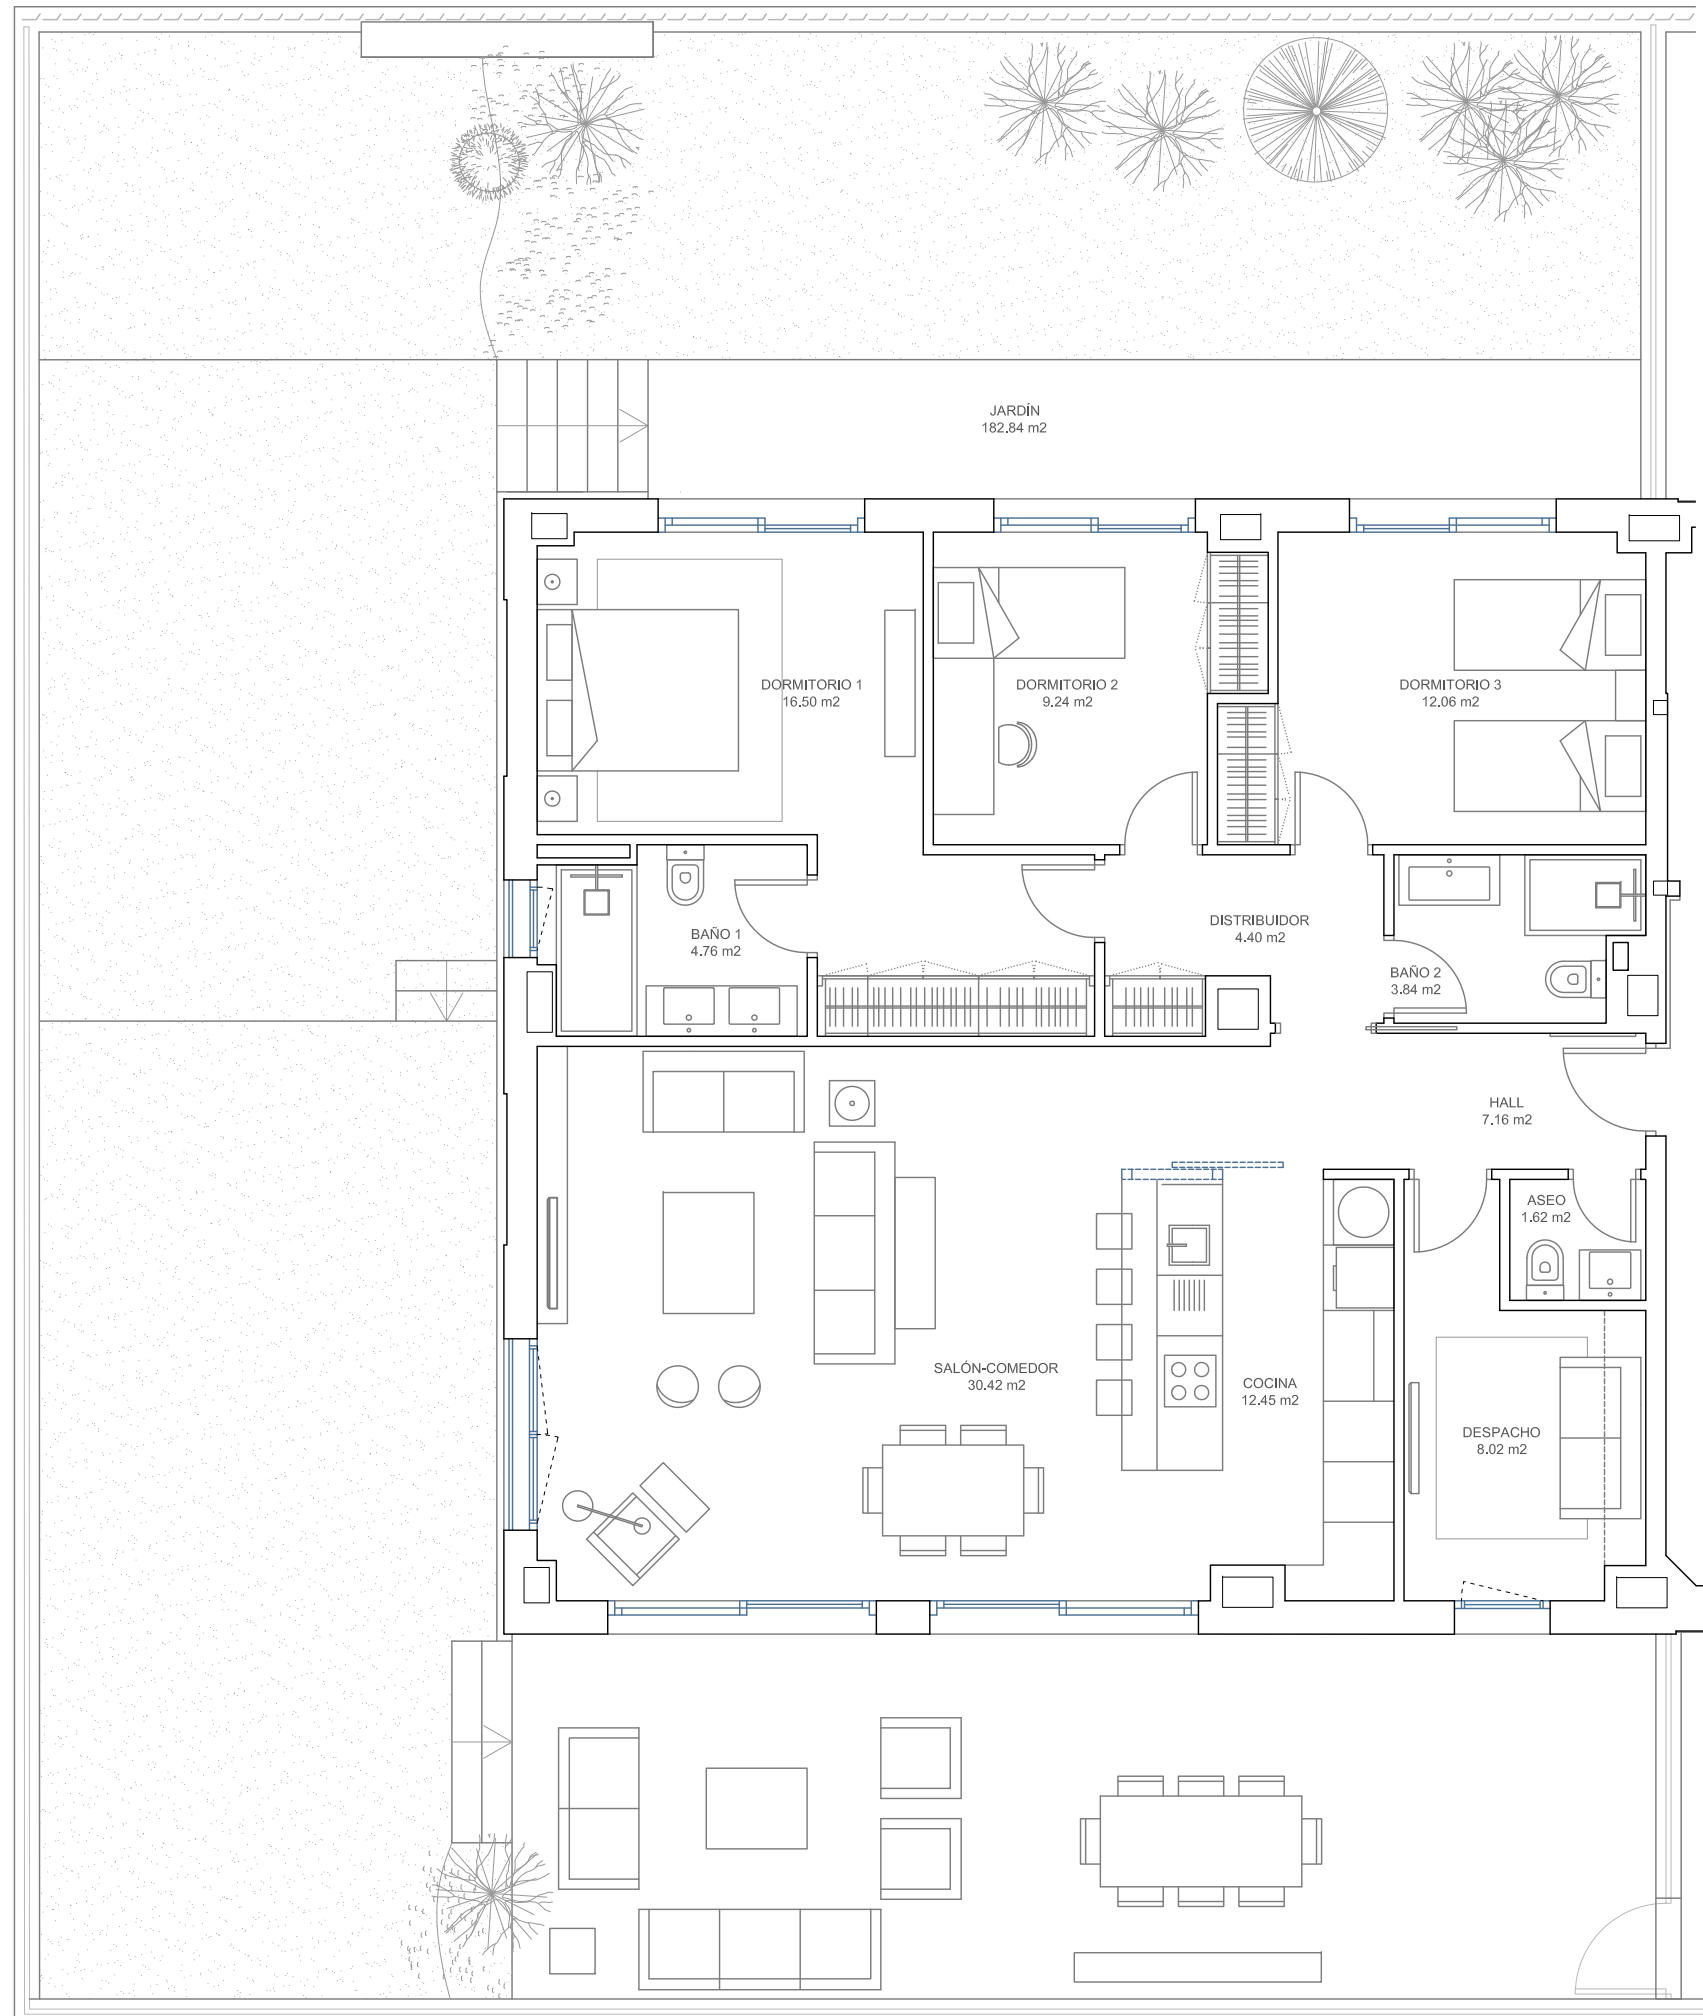 JARDÍN
182.84 m2
DORMITORIO 1
16.50 m2
DORMITORIO 2
9.24 m2
DORMITORIO 3
12.06 m2
BAÑO 1
4.76 m2
DISTRIBUIDOR
4.40 m2
BAÑO 2
3.84 m2
HALL
7.16 m2
ASEO
1.62 m2
SALÓN-COMEDOR
30.42 m2
COCINA
12.45 m2
DESPACHO
8.02 m2